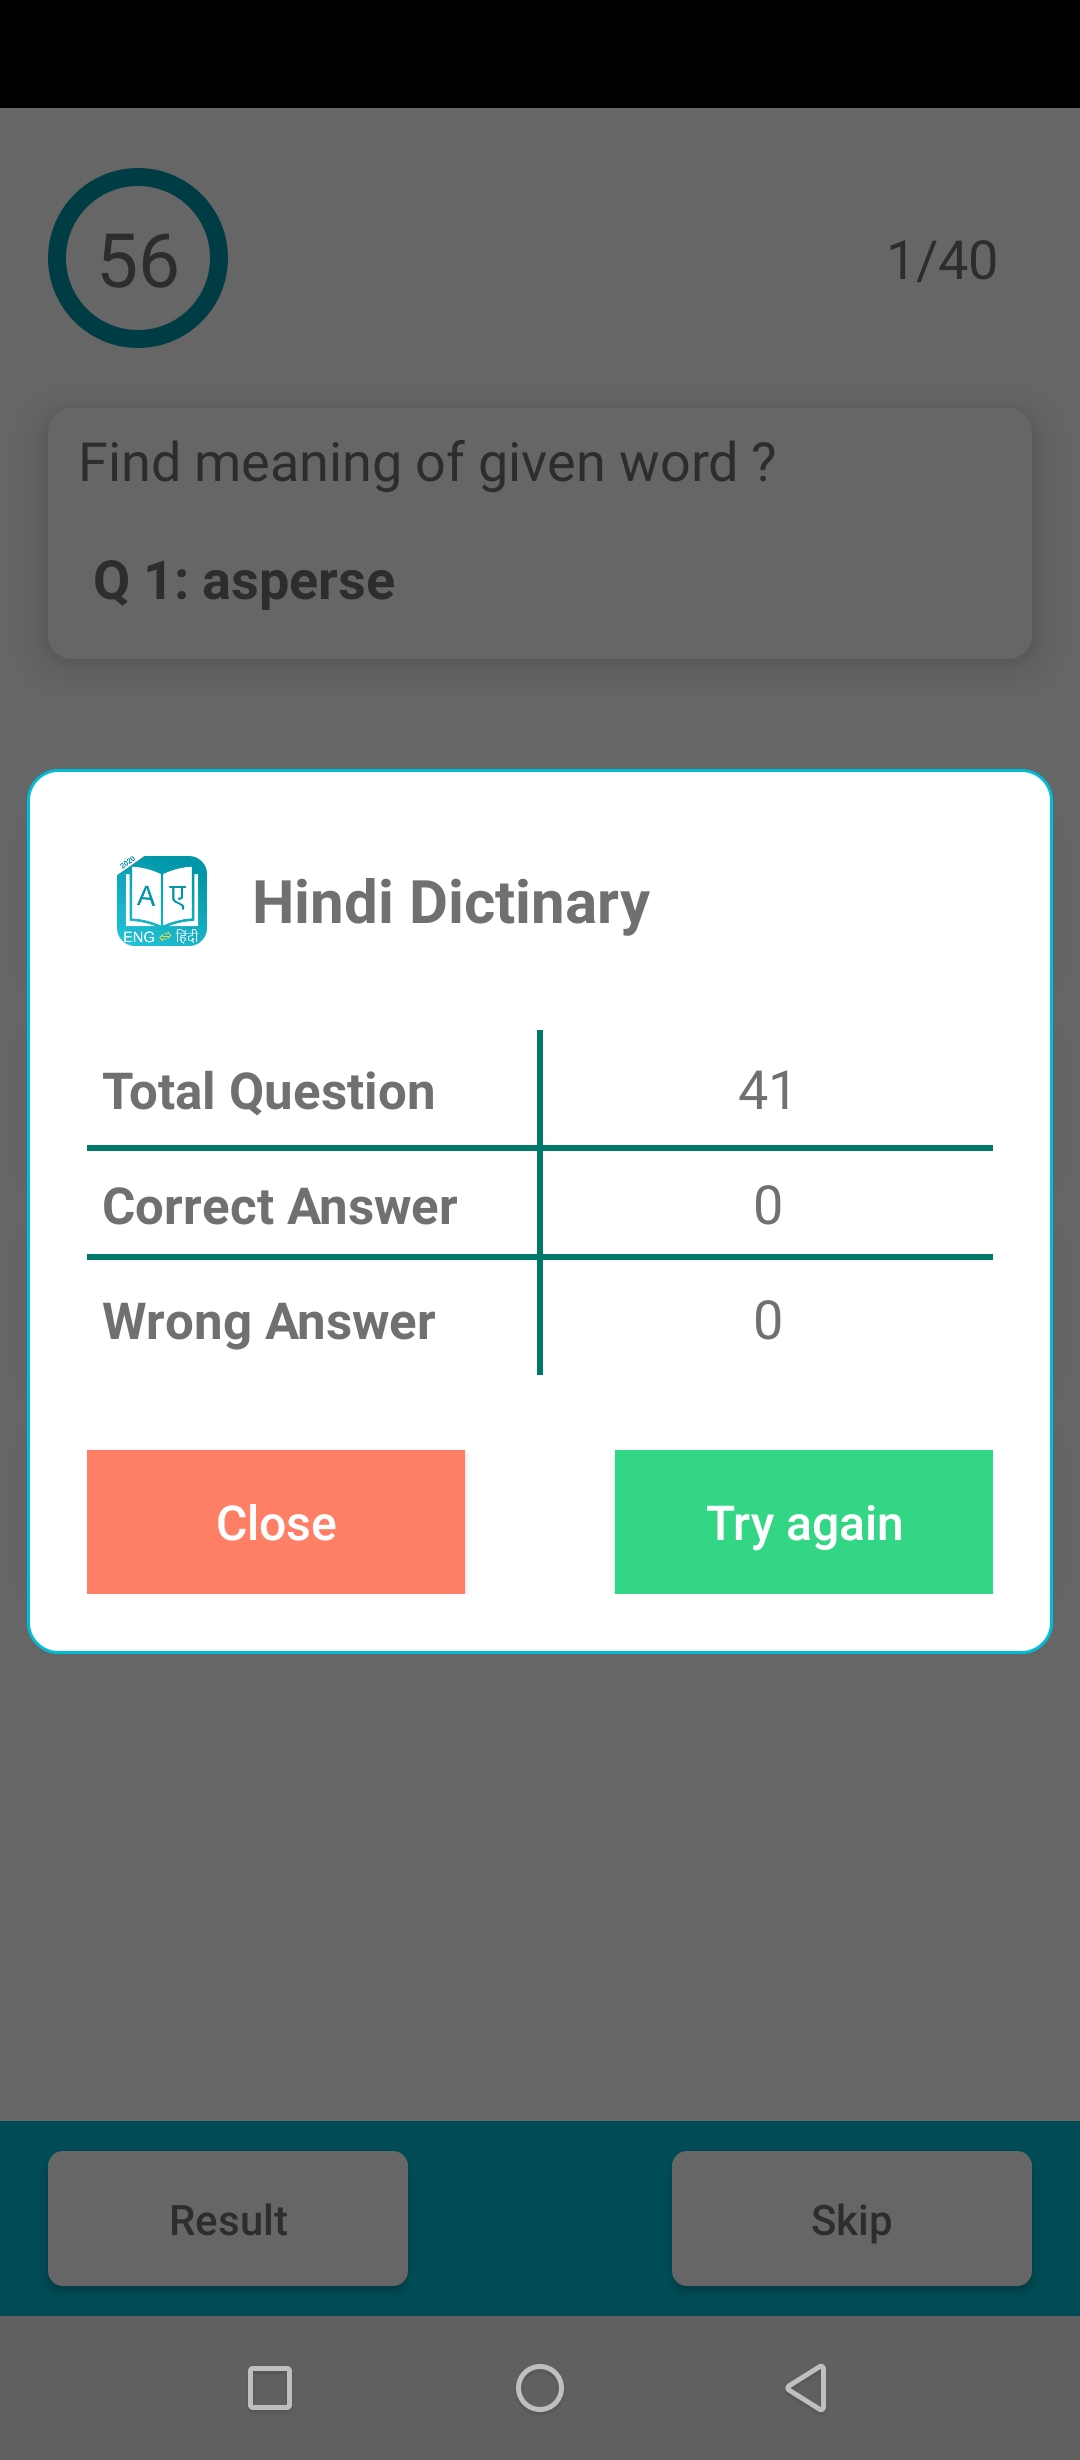 56
1/40
Find meaning of given word ?
Q 1: asperse
2020
A ए
ENG हिंदी
Hindi Dictinary
Total Question 41
Correct Answer 0
Wrong Answer 0
Close Try again
Result Skip